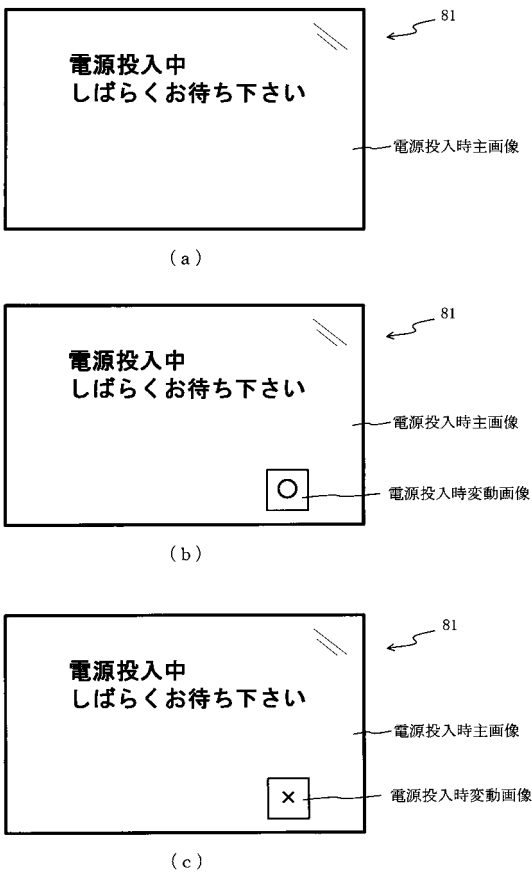 81
電源投入中
しばらくお待ち下さい
電源投入時主画像
(a)
81
電源投入中
しばらくお待ち下さい
電源投入時主画像
○
電源投入時変動画像
(b)
81
電源投入中
しばらくお待ち下さい
電源投入時主画像
×
電源投入時変動画像
(c)